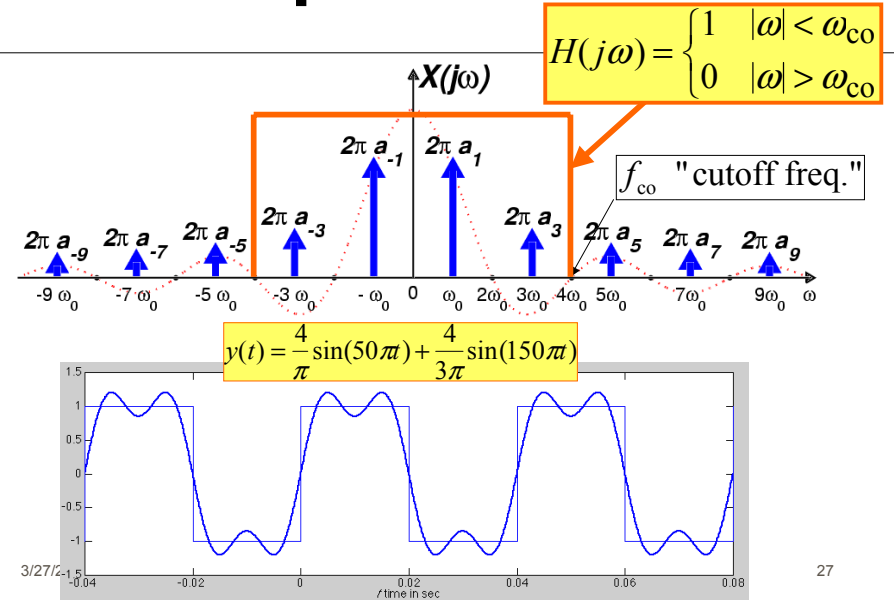 H(jω) = { 1 |ω| < ω_co
0 |ω| > ω_co
X(jω)
f_co "cutoff freq."
2π a_-9 2π a_-7 2π a_-5 2π a_-3 2π a_-1 2π a_1 2π a_3 2π a_5 2π a_7 2π a_9
-9 ω_0 -7 ω_0 -5 ω_0 -3 ω_0 - ω_0 0 ω_0 2ω_0 3ω_0 4ω_0 5ω_0 7ω_0 9ω_0 ω
y(t) = 4/π sin(50πt) + 4/3π sin(150πt)
1.5
1
0.5
0
-0.5
-1
-1.5
-0.04 -0.02 0 0.02 0.04 0.06 0.08
t time in sec
3/27/2
27